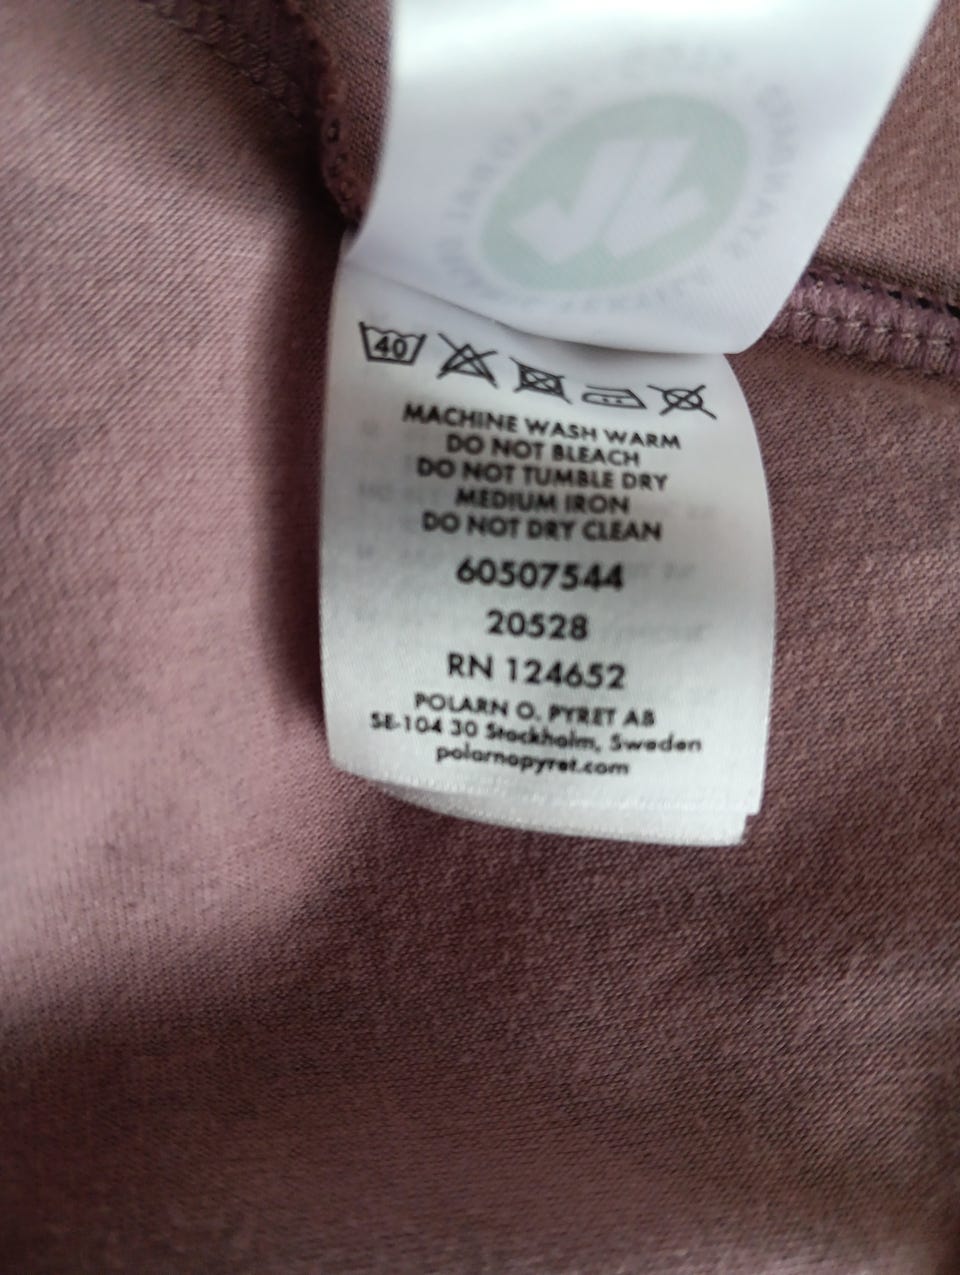 40
MACHINE WASH WARM
DO NOT BLEACH
DO NOT TUMBLE DRY
MEDIUM IRON
DO NOT DRY CLEAN
60507544
20528
RN 124652
POLARN O. PYRET AB
SE-104 30 Stockholm, Sweden
polarnopyret.com